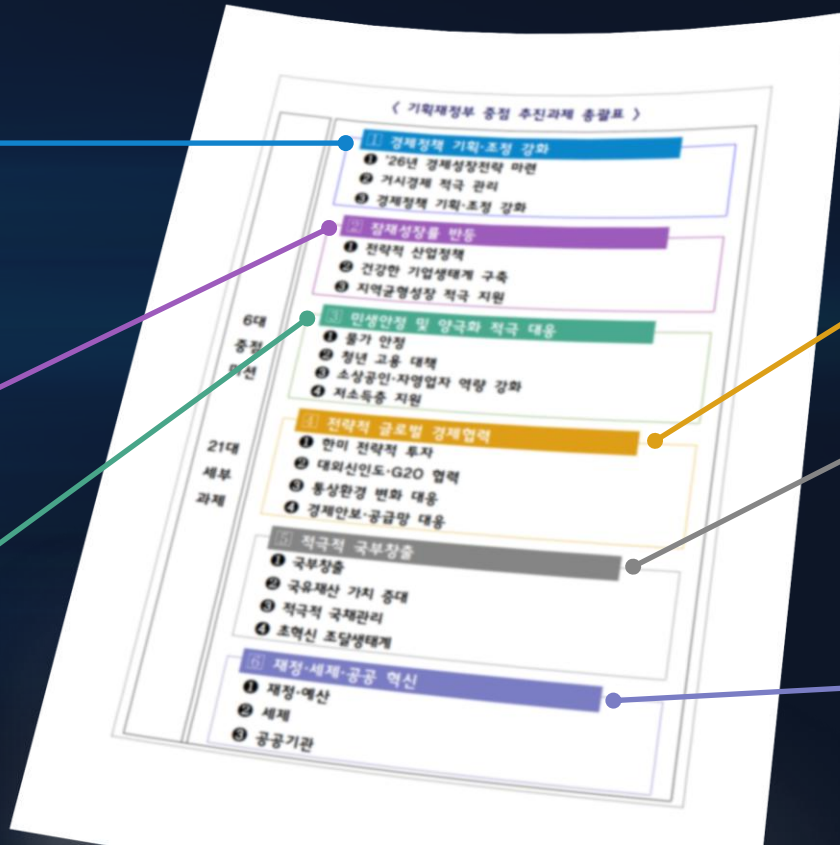 < 기획재정부 중점 추진과제 총괄표 >
1 경제정책 기획·조정 강화
❶ '26년 경제성장전략 마련
❷ 거시경제 적극 관리
❸ 경제정책 기획·조정 강화
2 잠재성장률 반등
❶ 전략적 산업정책
❷ 건강한 기업생태계 구축
❸ 지역균형성장 적극 지원
6대
중점
미션
3 민생안정 및 양극화 적극 대응
❶ 물가 안정
❷ 청년 고용 대책
❸ 소상공인·자영업자 역량 강화
❹ 저소득층 지원
21대
세부
과제
4 전략적 글로벌 경제협력
❶ 한미 전략적 투자
❷ 대외신인도·G20 협력
❸ 통상환경 변화 대응
❹ 경제안보·공급망 대응
5 적극적 국부창출
❶ 국부창출
❷ 국유재산 가치 증대
❸ 적극적 국채관리
❹ 초혁신 조달생태계
6 재정·세제·공공 혁신
❶ 재정·예산
❷ 세제
❸ 공공기관